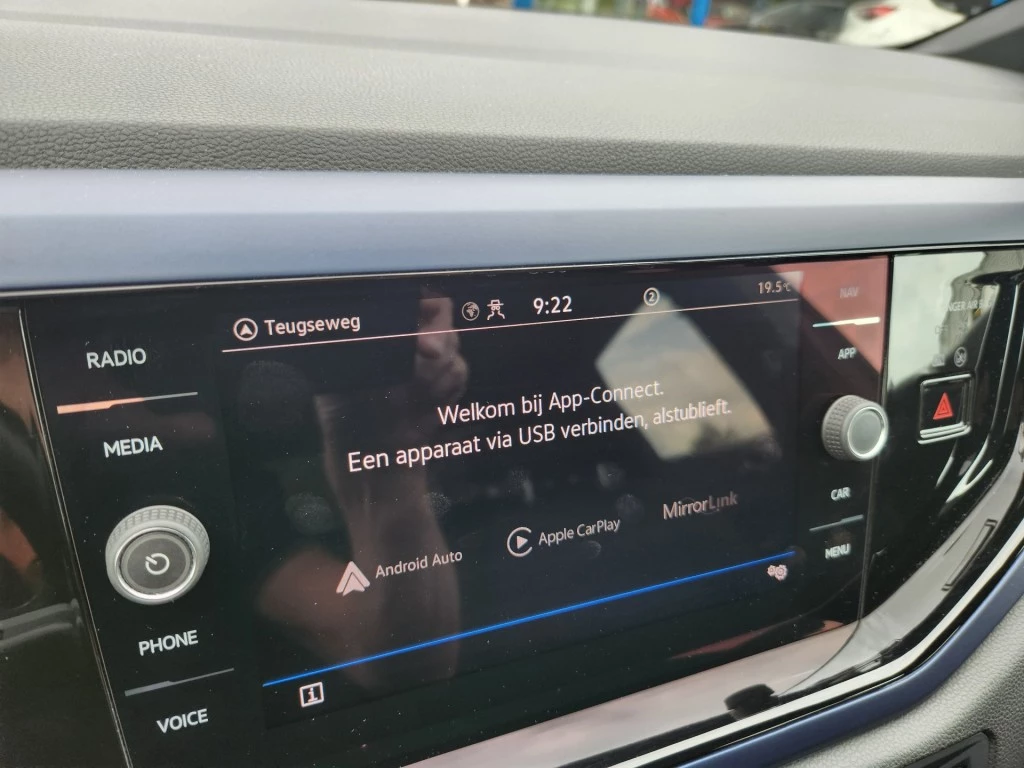 Teugseweg
9:22
2
19.5°C
RADIO
MEDIA
PHONE
VOICE
Welkom bij App-Connect.
Een apparaat via USB verbinden, alstublieft.
Android Auto
Apple CarPlay
MirrorLink
NAV
APP
CAR
MENU